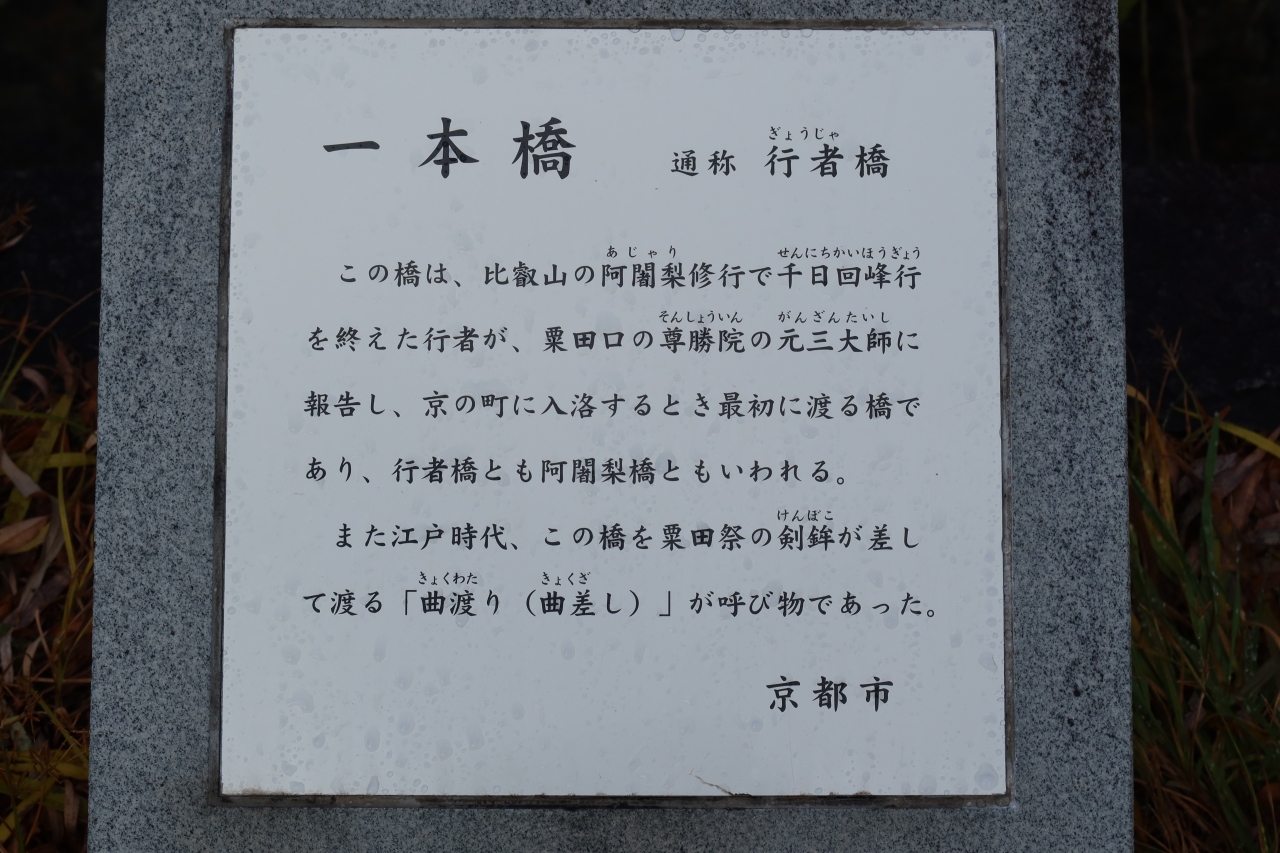 一本橋 通称 行者橋
この橋は、比叡山の阿闍梨修行で千日回峰行
を終えた行者が、粟田口の尊勝院の元三大師に
報告し、京の町に入洛するとき最初に渡る橋で
あり、行者橋とも阿闍梨橋ともいわれる。
また江戸時代、この橋を粟田祭の剣鉾が差し
て渡る「曲渡り（曲差し）」が呼び物であった。
京都市
ぎょうじゃ
あじゃり
せんにちかいほうぎょう
そんしょういん
がんざんたいし
けんぼこ
きょくわた
きょくざ